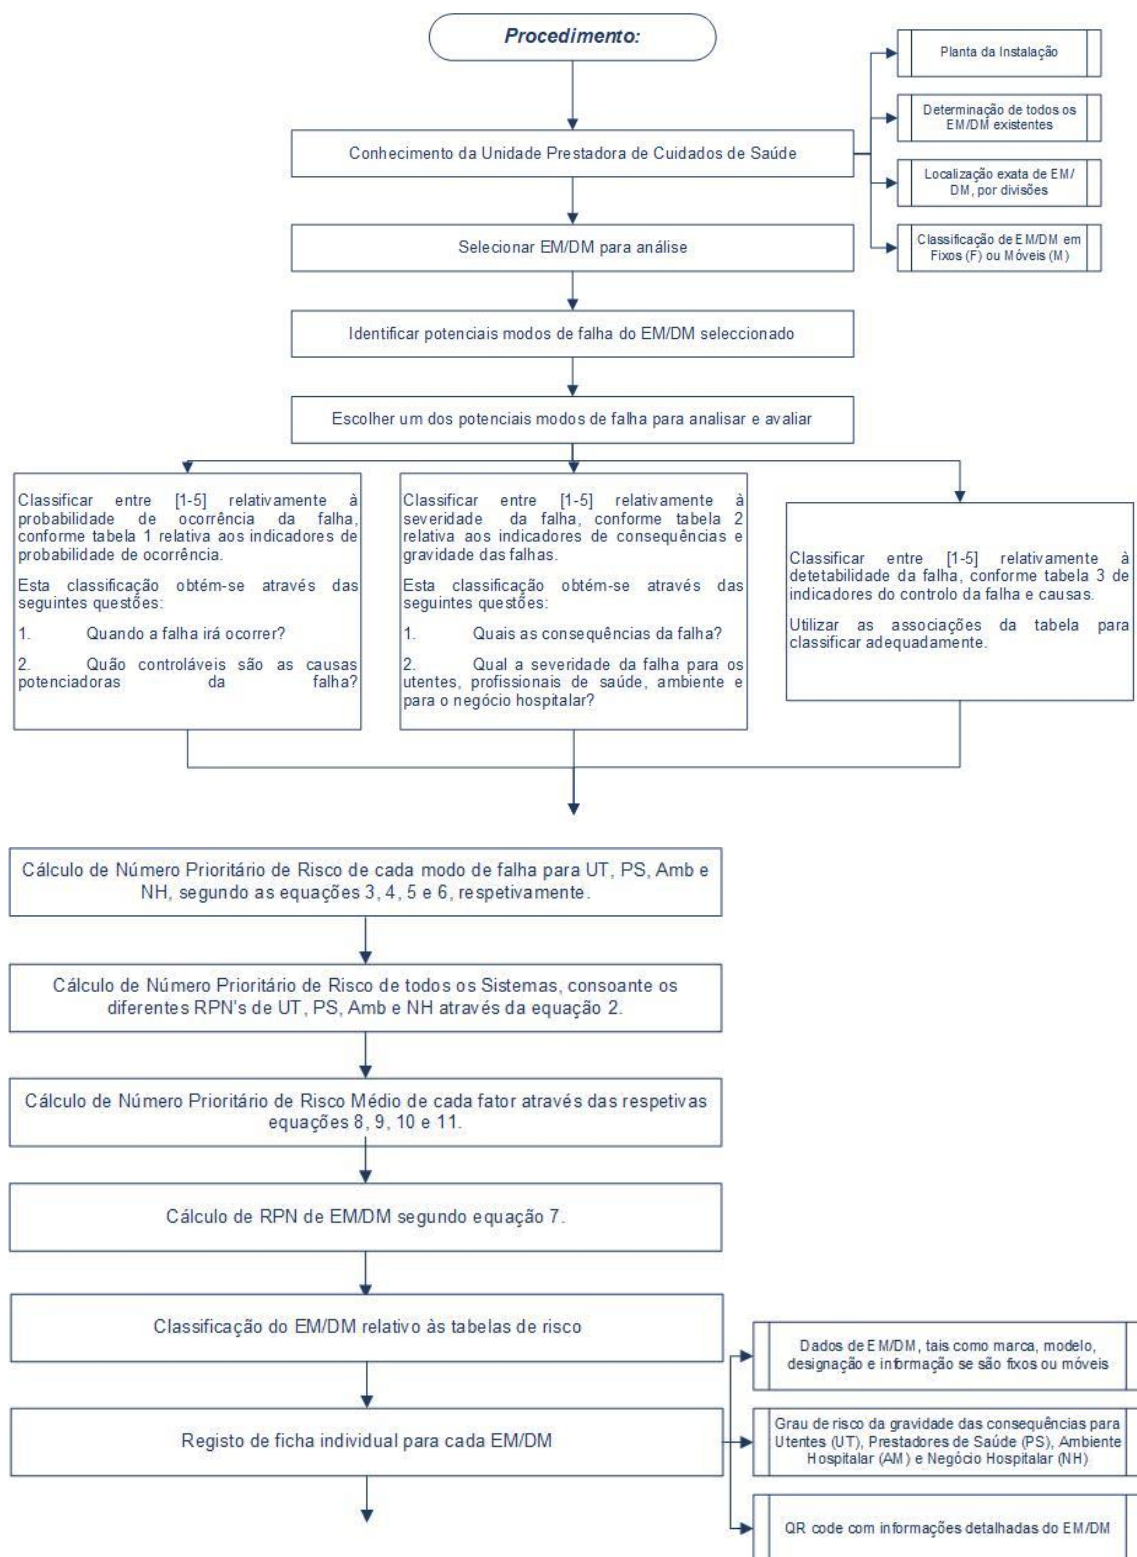 Procedimento:
Planta da Instalação
Determinação de todos os
EM/DM existentes
Conhecimento da Unidade Prestadora de Cuidados de Saúde
Localização exata de EM/
DM, por divisões
Classificação de EM/DM em
Fixos (F) ou Móveis (M)
Selecionar EM/DM para análise
Identificar potenciais modos de falha do EM/DM seleccionado
Escolher um dos potenciais modos de falha para analisar e avaliar
Classificar entre [1-5] relativamente à
probabilidade de ocorrência da falha,
conforme tabela 1 relativa aos indicadores de
probabilidade de ocorrência.
Esta classificação obtém-se através das
seguintes questões:
1. Quando a falha irá ocorrer?
2. Quão controláveis são as causas
potenciadoras da falha?
Classificar entre [1-5] relativamente à
severidade da falha, conforme tabela 2
relativa aos indicadores de consequências e
gravidade das falhas.
Esta classificação obtém-se através das
seguintes questões:
1. Quais as consequências da falha?
2. Qual a severidade da falha para os
utentes, profissionais de saúde, ambiente e
para o negócio hospitalar?
Classificar entre [1-5] relativamente à
detetabilidade da falha, conforme tabela 3 de
indicadores do controlo da falha e causas.
Utilizar as associações da tabela para
classificar adequadamente.
Cálculo de Número Prioritário de Risco de cada modo de falha para UT, PS, Amb e
NH, segundo as equações 3, 4, 5 e 6, respetivamente.
Cálculo de Número Prioritário de Risco de todos os Sistemas, consoante os
diferentes RPN's de UT, PS, Amb e NH através da equação 2.
Cálculo de Número Prioritário de Risco Médio de cada fator através das respetivas
equações 8, 9, 10 e 11.
Cálculo de RPN de EM/DM segundo equação 7.
Classificação do EM/DM relativo às tabelas de risco
Registo de ficha individual para cada EM/DM
Dados de EM/DM, tais como marca, modelo,
designação e informação se são fixos ou móveis
Grau de risco da gravidade das consequências para
Utentes (UT), Prestadores de Saúde (PS), Ambiente
Hospitalar (AM) e Negócio Hospitalar (NH)
QR code com informações detalhadas do EM/DM